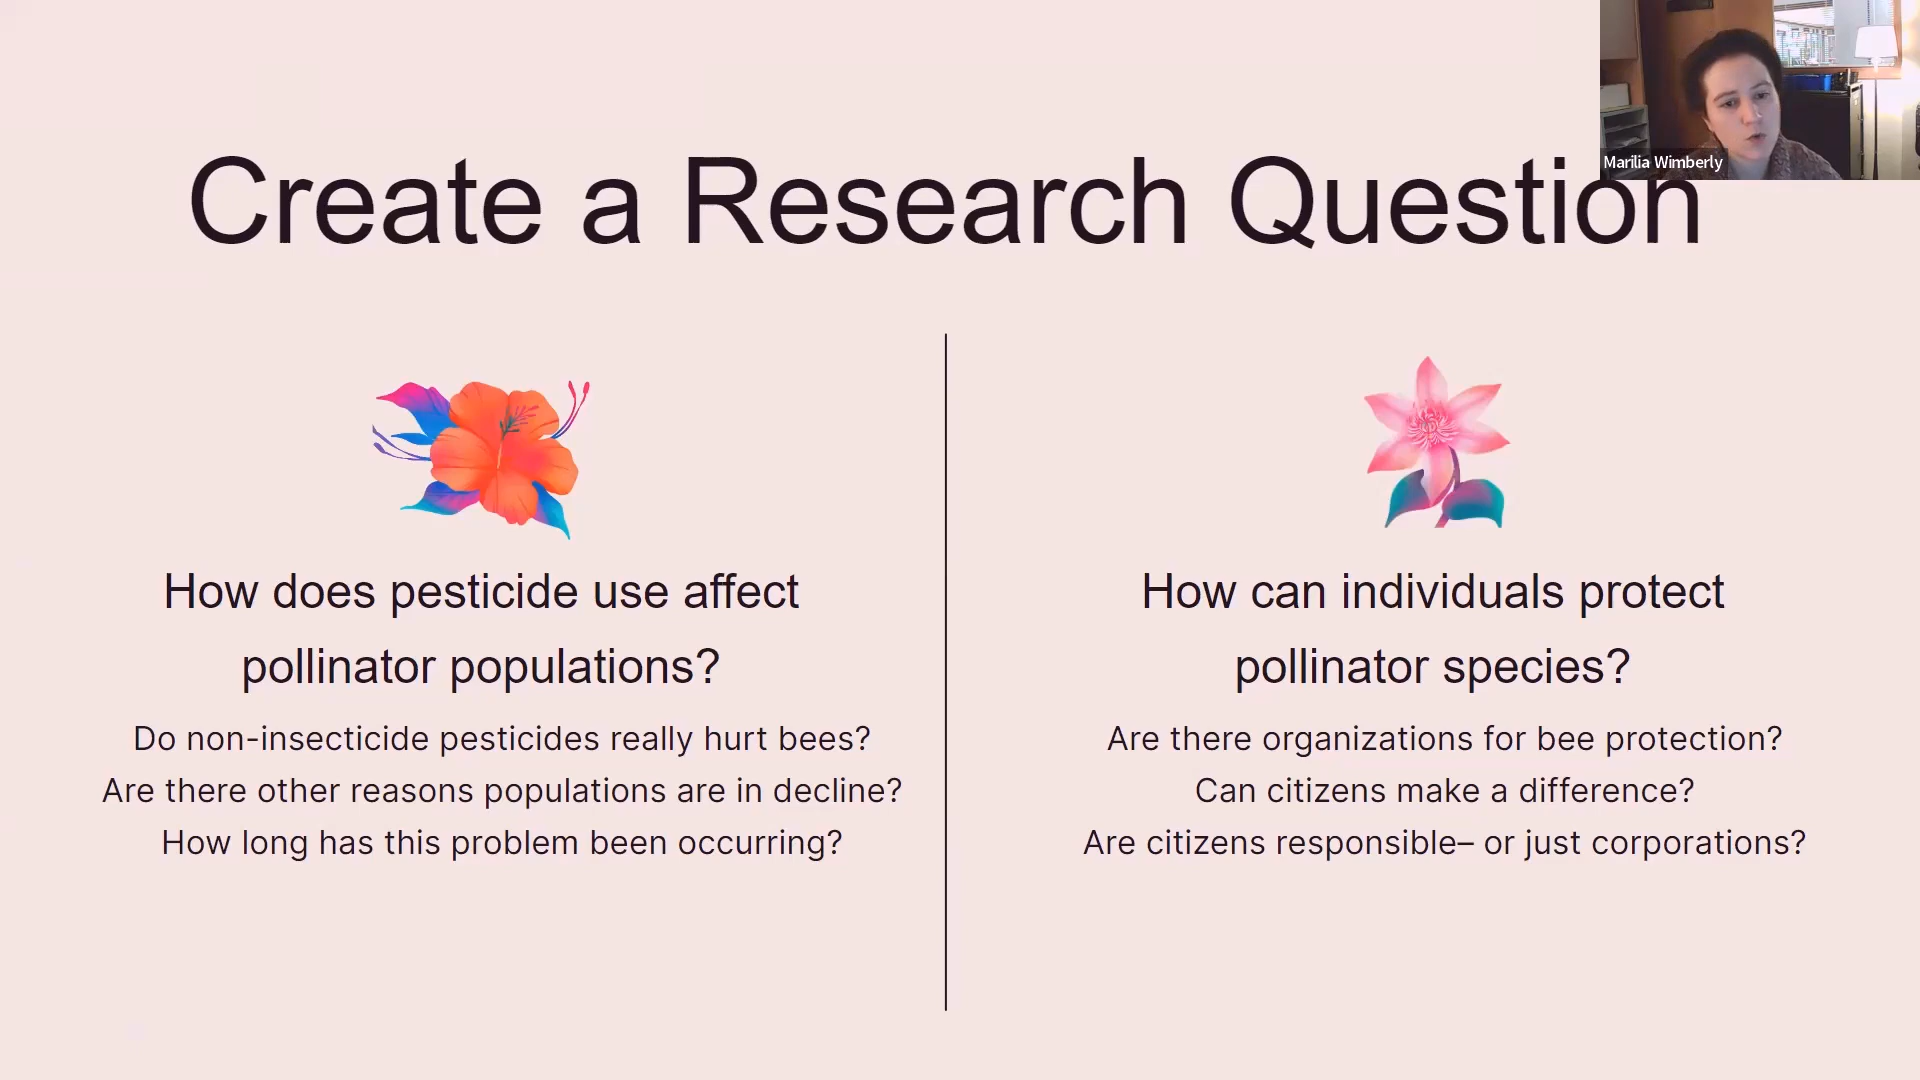 Create a Research Question
Marilia Wimberly
How does pesticide use affect
pollinator populations?
Do non-insecticide pesticides really hurt bees?
Are there other reasons populations are in decline?
How long has this problem been occurring?
How can individuals protect
pollinator species?
Are there organizations for bee protection?
Can citizens make a difference?
Are citizens responsible– or just corporations?